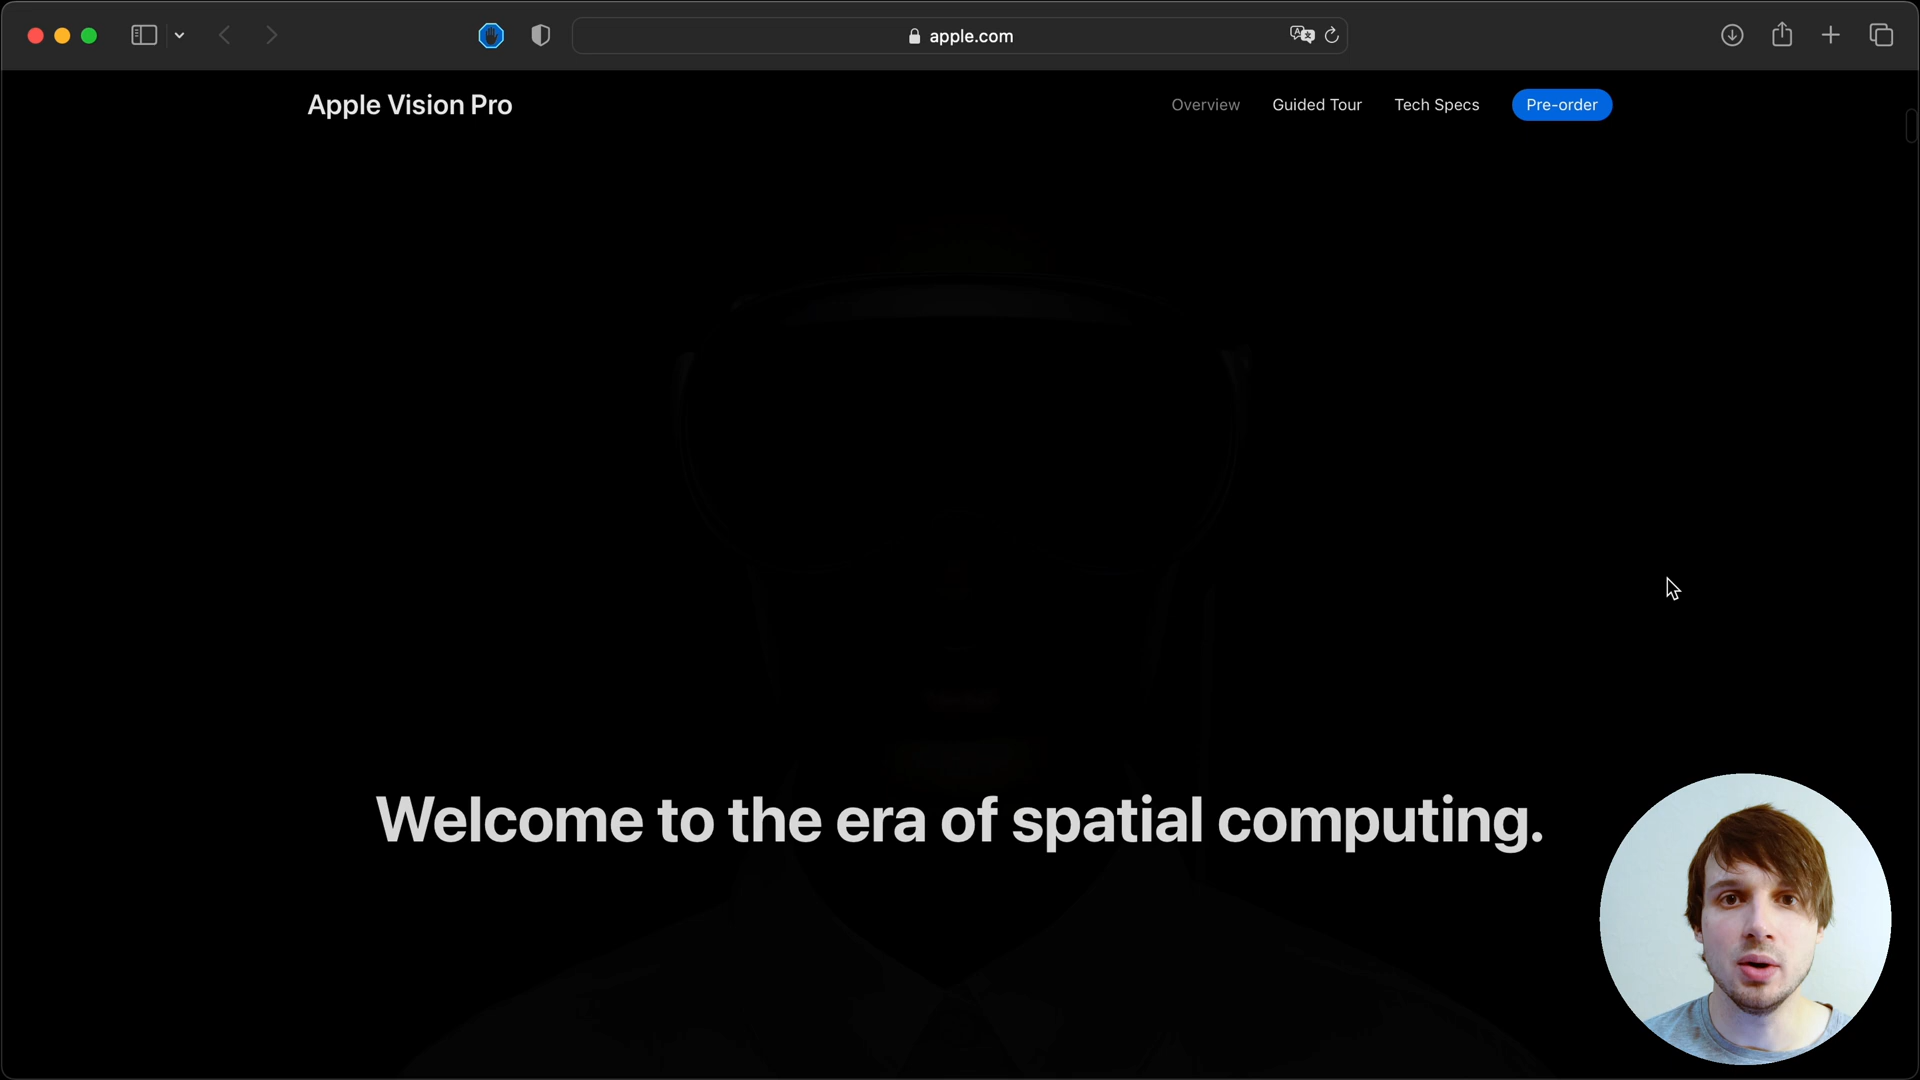 apple.com
Apple Vision Pro
Overview
Guided Tour
Tech Specs
Pre-order
Welcome to the era of spatial computing.